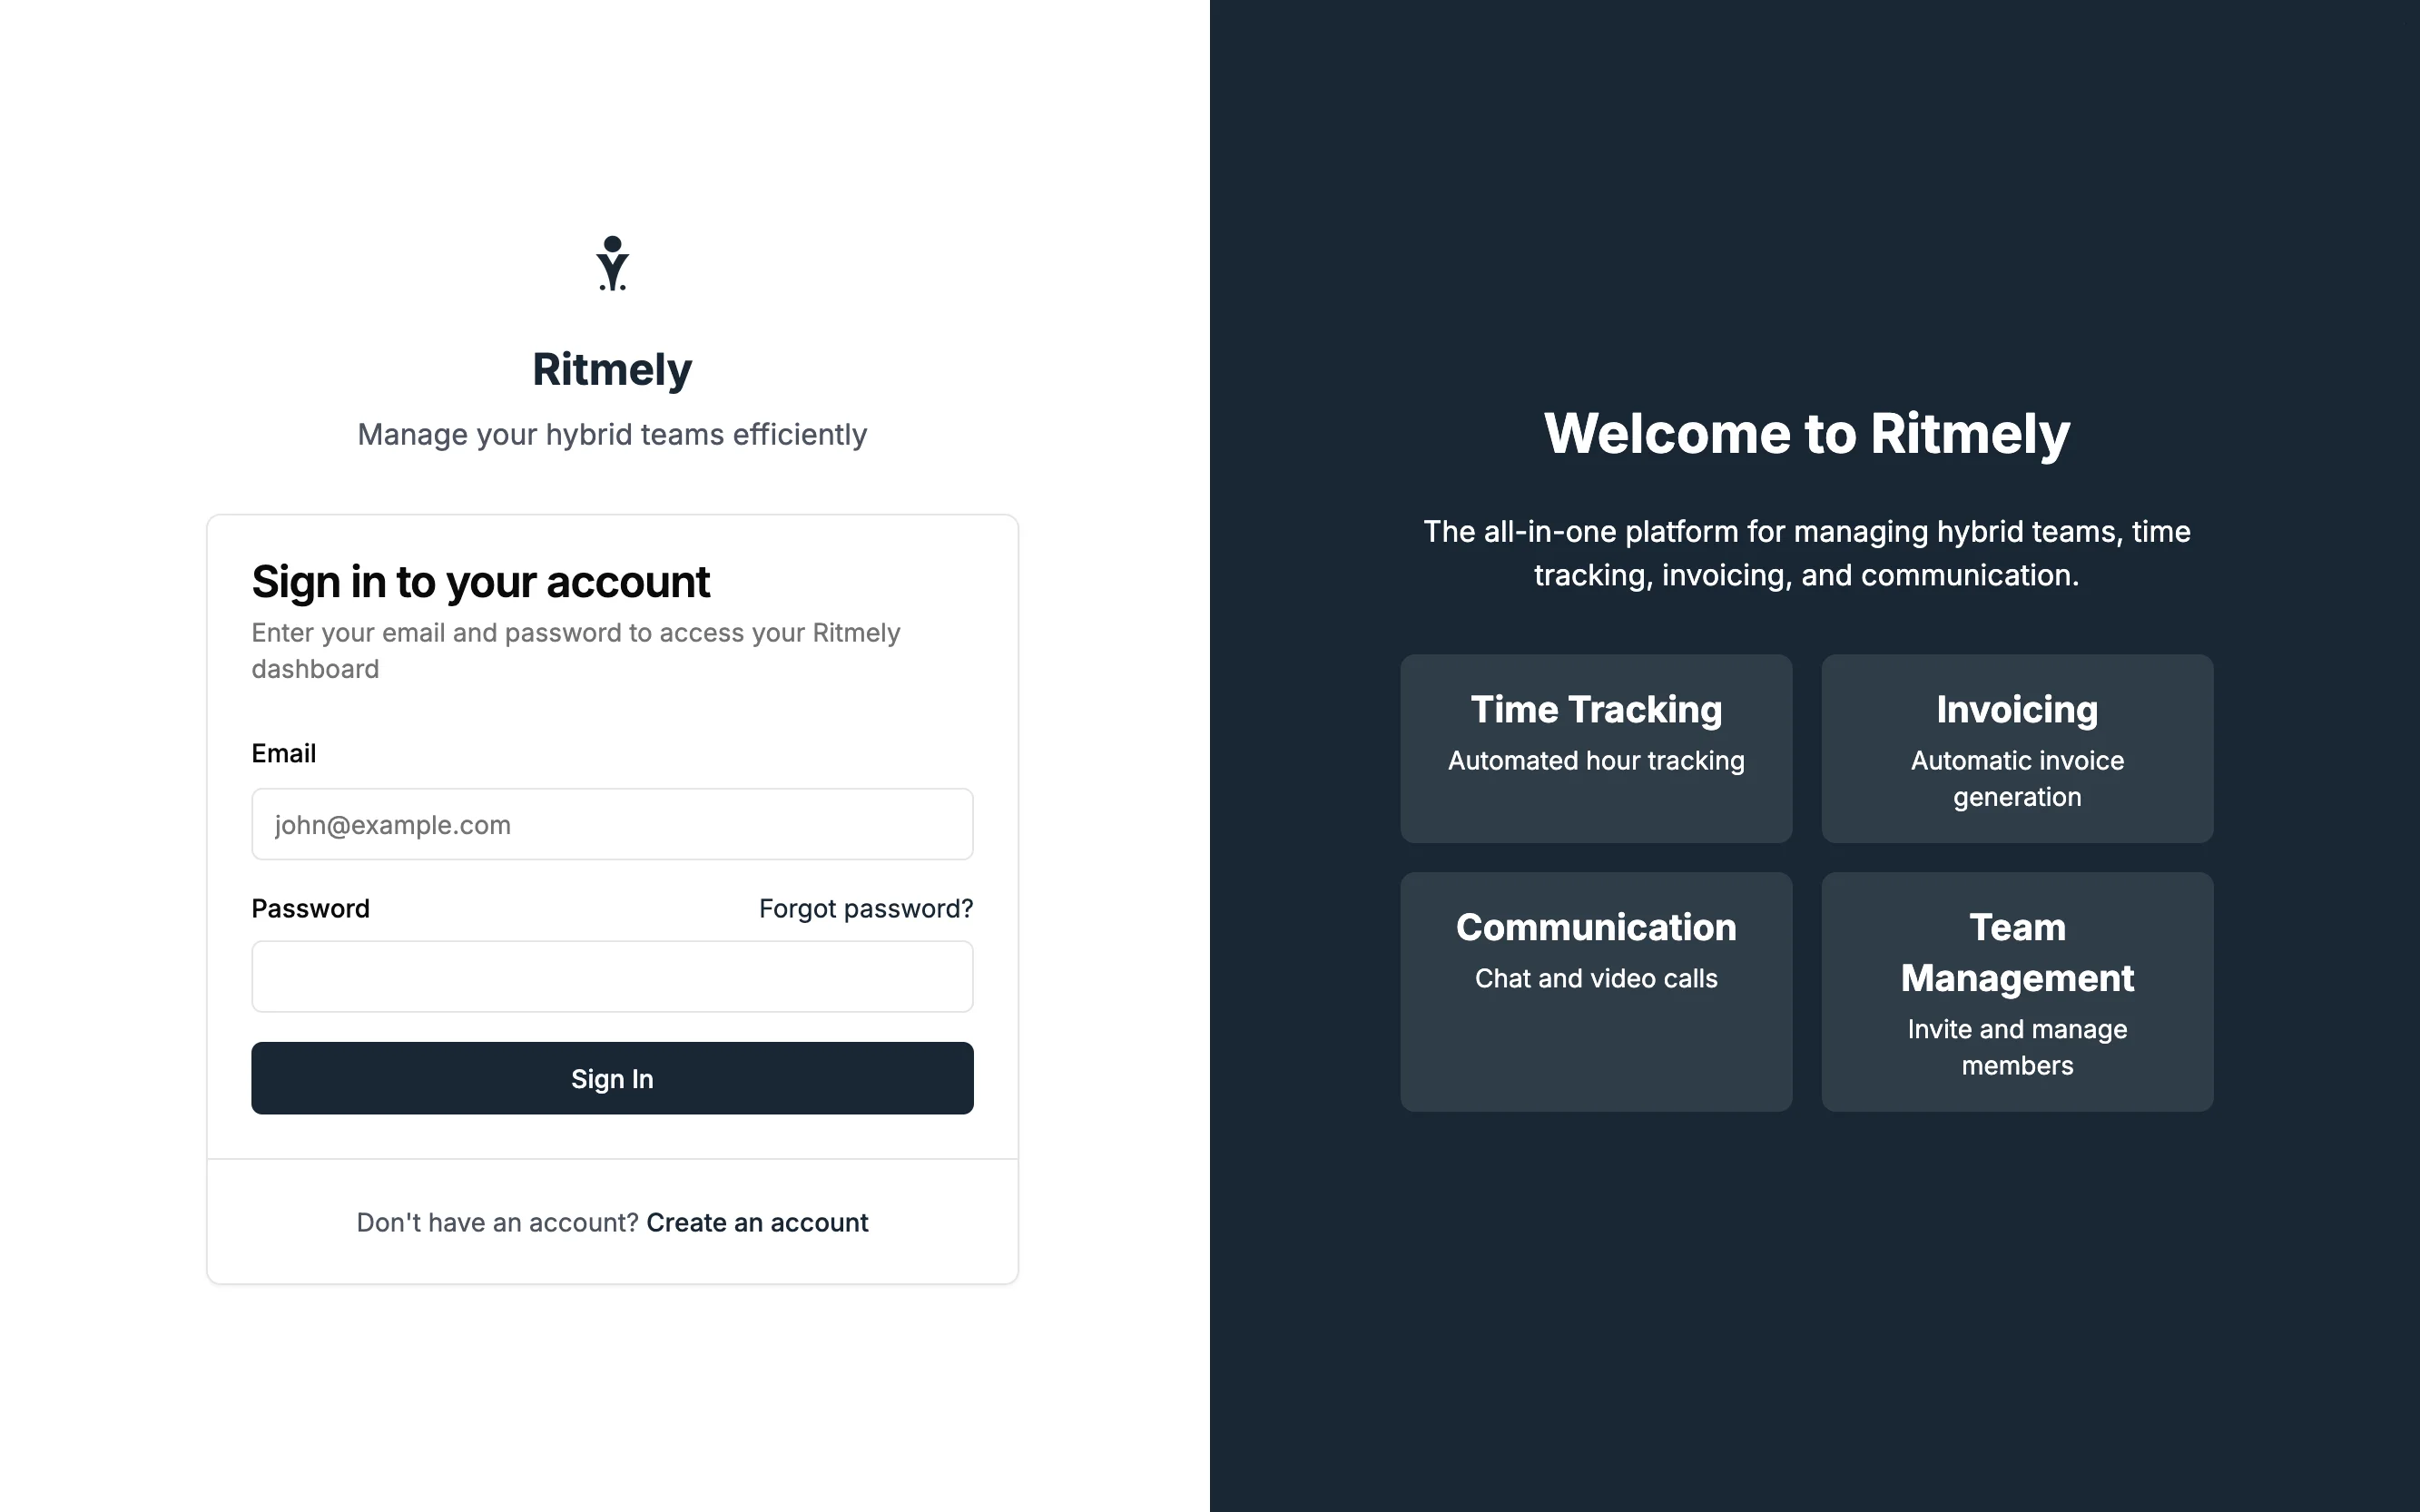 Ritmely
Manage your hybrid teams efficiently
Sign in to your account
Enter your email and password to access your Ritmely
dashboard
Email
john@example.com
Password
Forgot password?
Sign In
Don't have an account? Create an account
Welcome to Ritmely
The all-in-one platform for managing hybrid teams, time
tracking, invoicing, and communication.
Time Tracking
Automated hour tracking
Invoicing
Automatic invoice
generation
Communication
Chat and video calls
Team
Management
Invite and manage
members